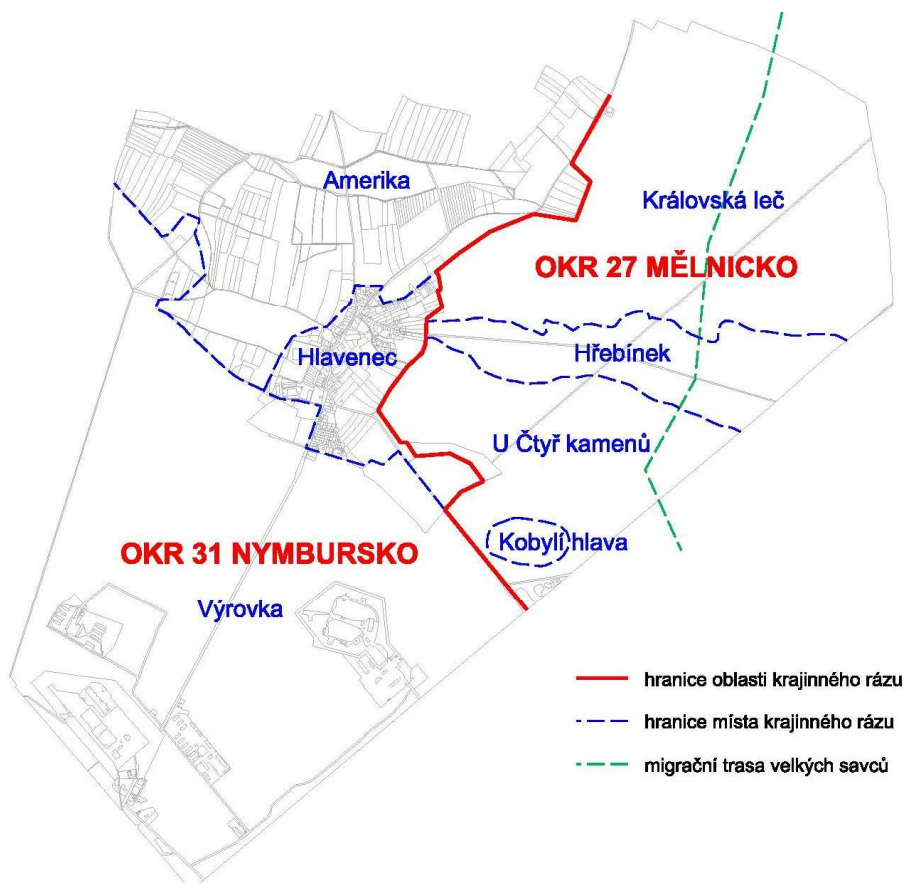 Amerika
Královská leč
OKR 27 MĚLNICKO
Hlavenec
Hřebínek
U Čtyř kamenů
Kobylí hlava
OKR 31 NYMBURSKO
Výrovka
hranice oblasti krajinného rázu
hranice místa krajinného rázu
migrační trasa velkých savců